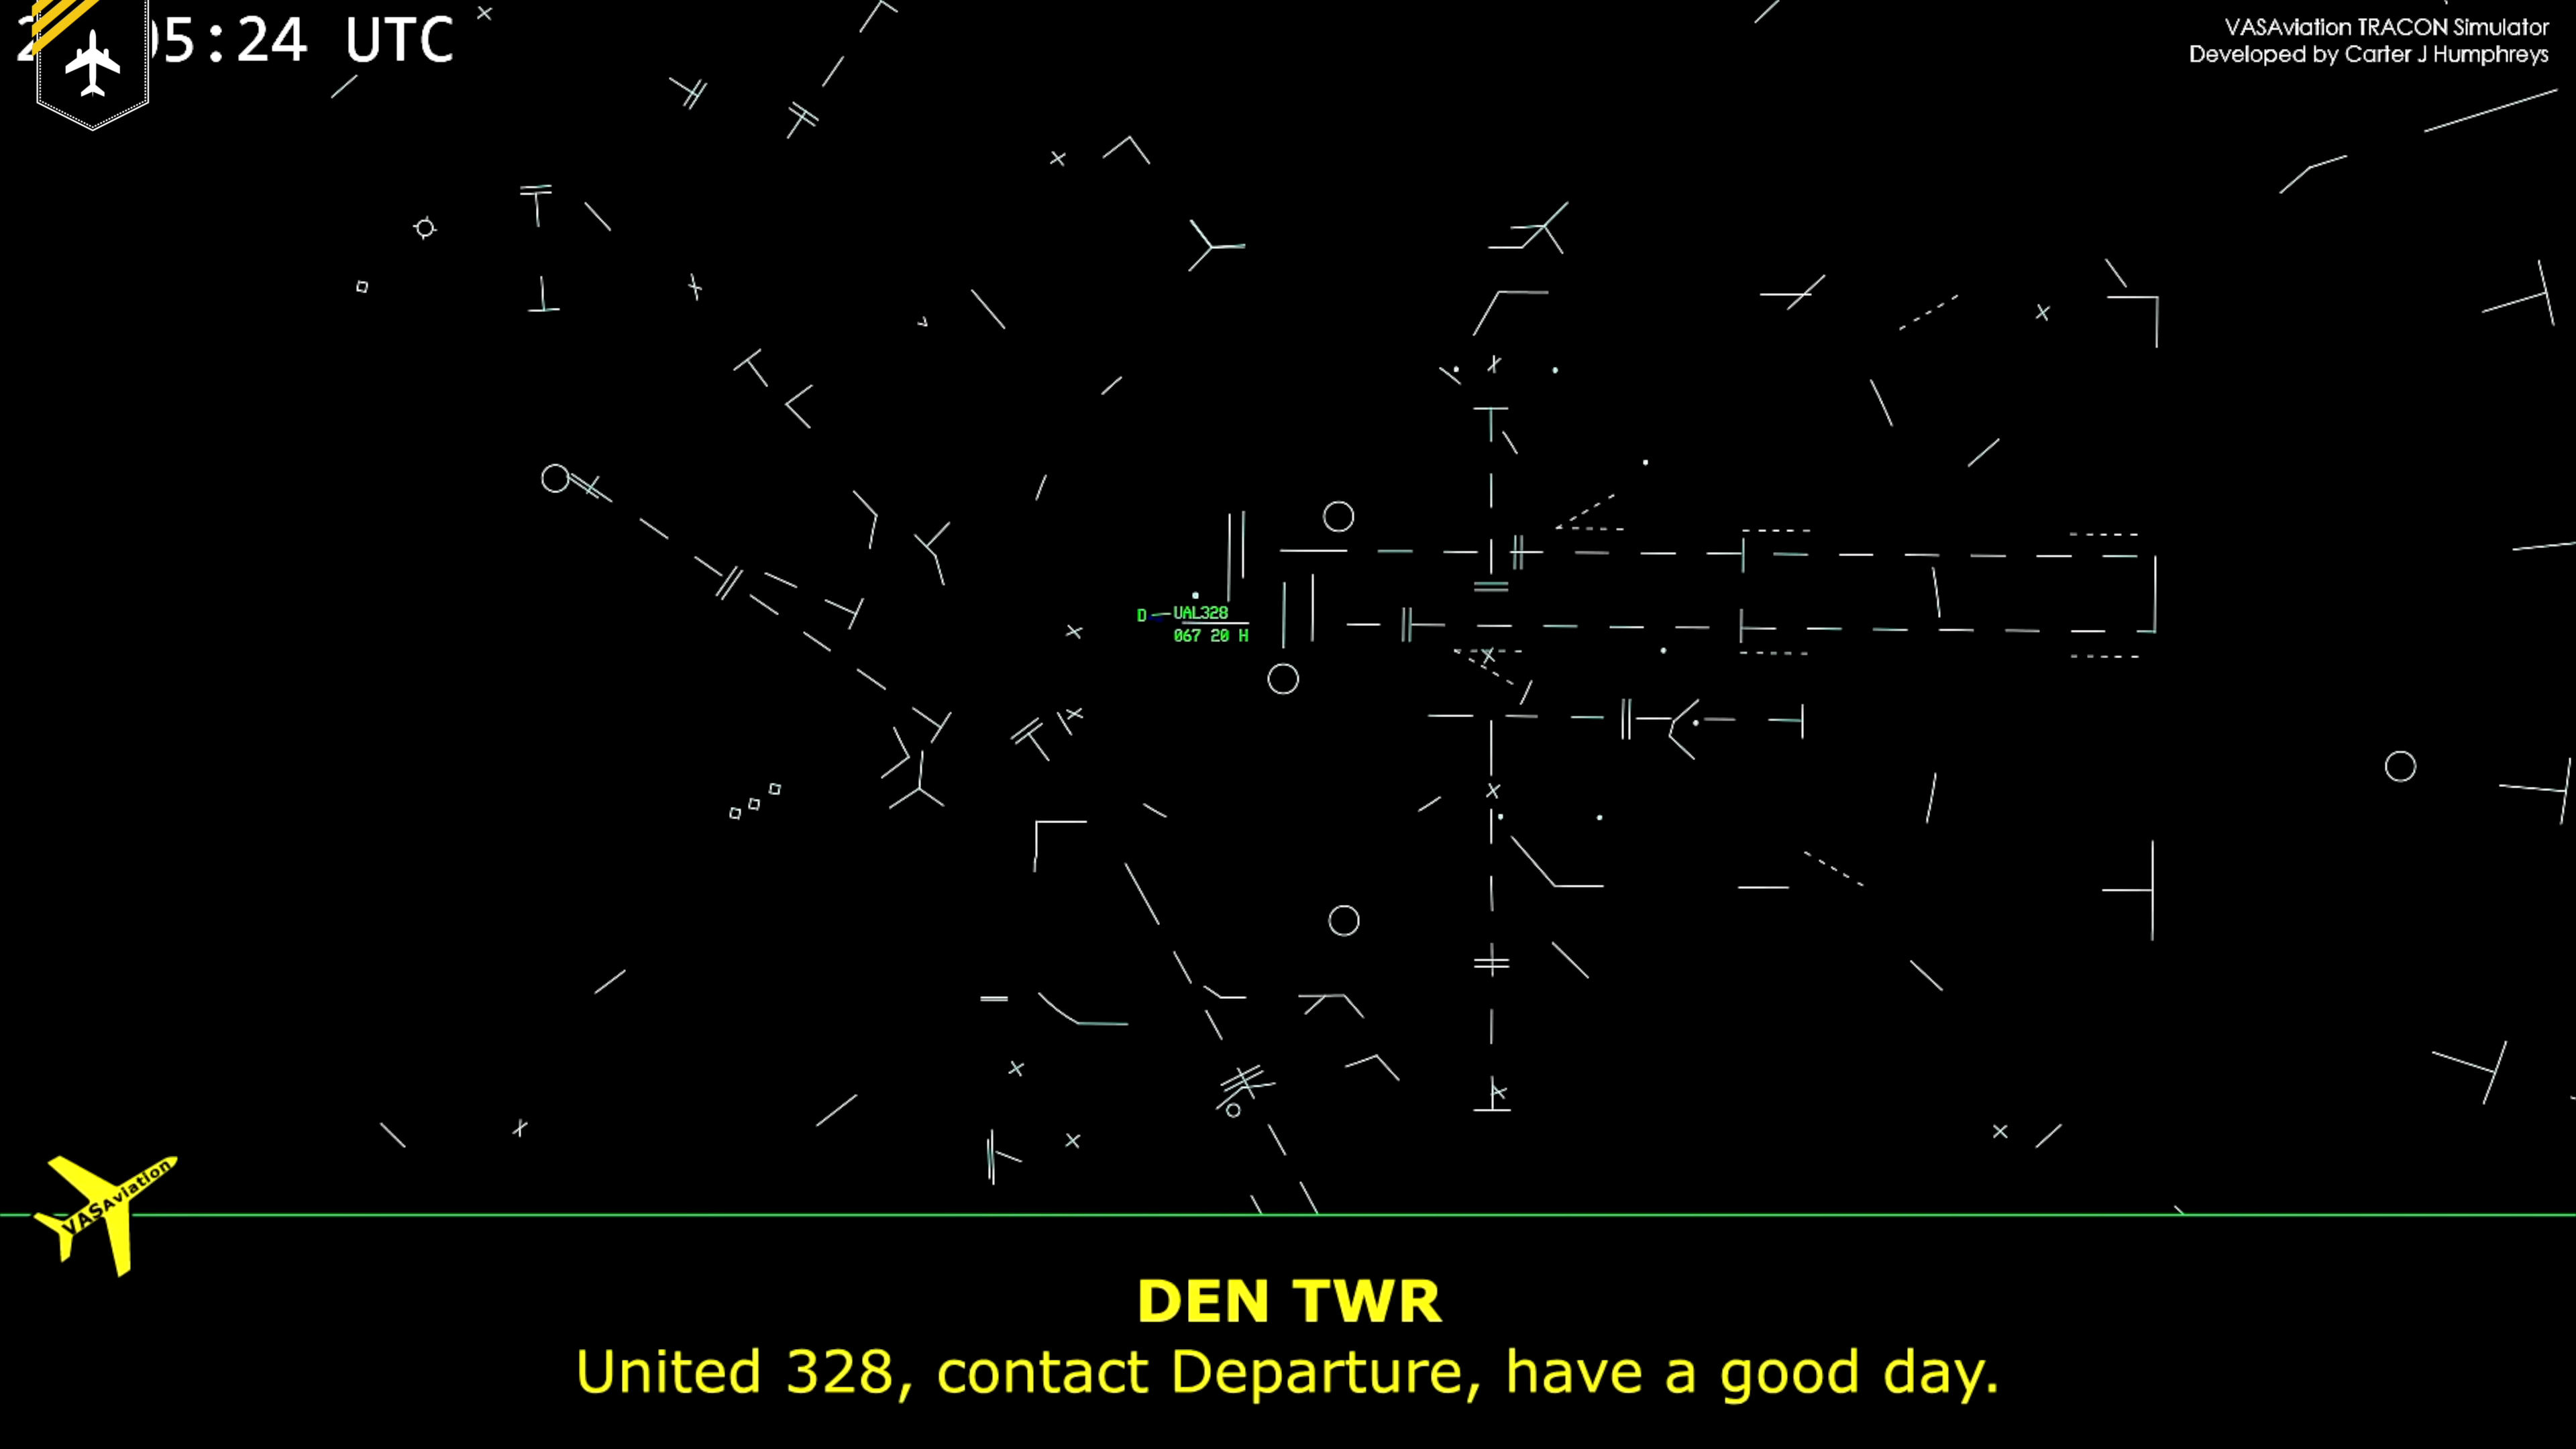 5:24 UTC
VASAviation TRACON Simulator
Developed by Carter J Humphreys
D UAL328
067 20 H
VASAviation
DEN TWR
United 328, contact Departure, have a good day.